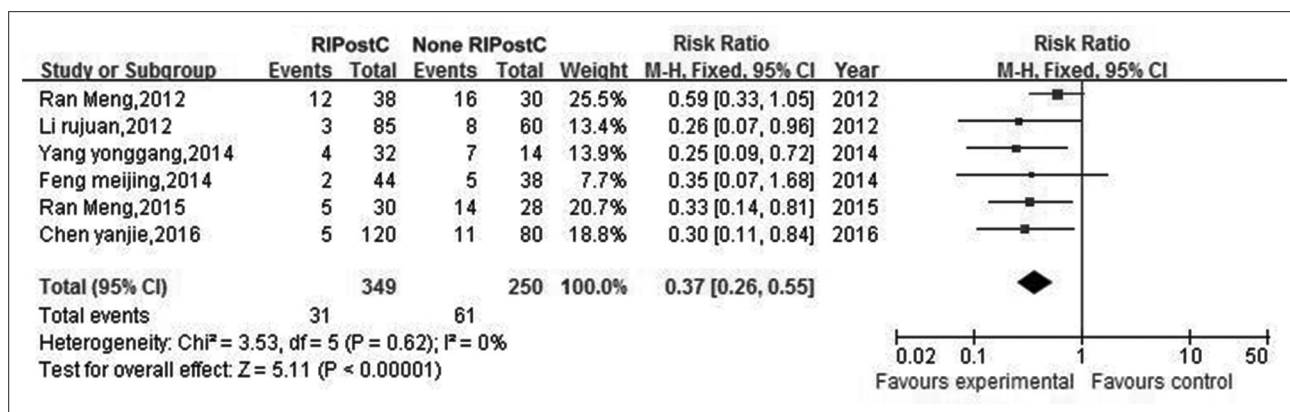 RIPostC None RIPostC Risk Ratio Risk Ratio
Study or Subgroup Events Total Events Total Weight M-H, Fixed, 95% CI Year M-H, Fixed, 95% CI
Ran Meng,2012 12 38 16 30 25.5% 0.59 [0.33, 1.05] 2012
Li rujuan,2012 3 85 8 60 13.4% 0.26 [0.07, 0.96] 2012
Yang yonggang,2014 4 32 7 14 13.9% 0.25 [0.09, 0.72] 2014
Feng meijing,2014 2 44 5 38 7.7% 0.35 [0.07, 1.68] 2014
Ran Meng,2015 5 30 14 28 20.7% 0.33 [0.14, 0.81] 2015
Chen yanjie,2016 5 120 11 80 18.8% 0.30 [0.11, 0.84] 2016
Total (95% CI) 349 250 100.0% 0.37 [0.26, 0.55]
Total events 31 61
Heterogeneity: Chi² = 3.53, df = 5 (P = 0.62); I² = 0%
Test for overall effect: Z = 5.11 (P < 0.00001)
0.02 0.1 1 10 50
Favours experimental Favours control